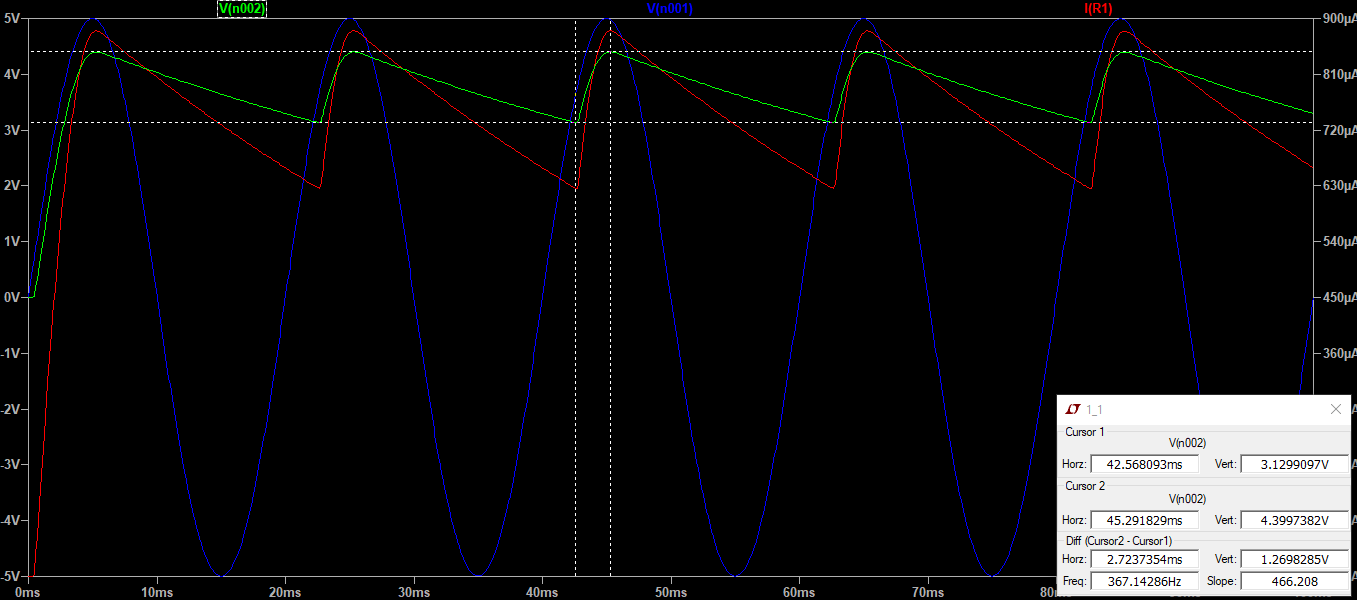 V(n002) V(n001) I(R1)
5V 900µA
4V 810µA
3V 720µA
2V 630µA
1V 540µA
0V 450µA
-1V 360µA
-2V
-3V
-4V
-5V
0ms 10ms 20ms 30ms 40ms 50ms 60ms 70ms
1_1
Cursor 1
V(n002)
Horz: 42.568093ms Vert: 3.1299097V
Cursor 2
V(n002)
Horz: 45.291829ms Vert: 4.3997382V
Diff (Cursor2 - Cursor1)
Horz: 2.7237354ms Vert: 1.2698285V
Freq: 367.14286Hz Slope: 466.208